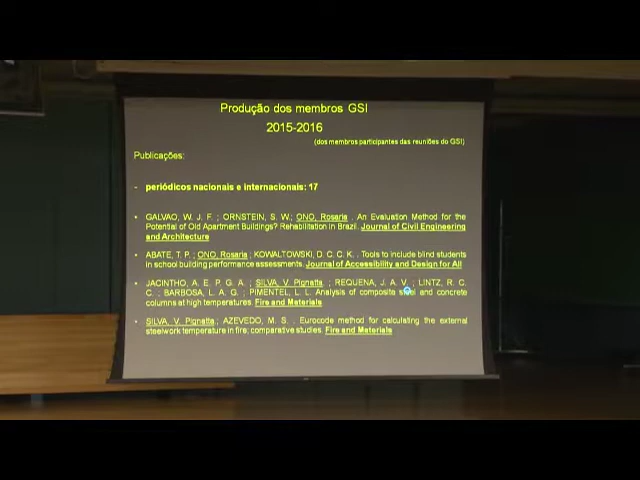 Produção dos membros GSI
2015-2016
(dos membros participantes das reuniões do GSI)
Publicações:
- periódicos nacionais e internacionais: 17
• GALVAO, W. J. F. ; ORNSTEIN, S. W.; ONO, Rosaria . An Evaluation Method for the
Potential of Old Apartment Buildings? Rehabilitation in Brazil. Journal of Civil Engineering
and Architecture
• ABATE, T. P. ; ONO, Rosaria ; KOWALTOWSKI, D. C. C. K . Tools to include blind students
in school building performance assessments. Journal of Accessibility and Design for All
• JACINTHO, A. E. P. G. A. ; SILVA, V. Pignatta. ; REQUENA, J. A. V. ; LINTZ, R. C.
C. ; BARBOSA, L. A. G. ; PIMENTEL, L. L. Analysis of composite steel and concrete
columns at high temperatures. Fire and Materials
• SILVA, V. Pignatta; AZEVEDO, M. S. . Eurocode method for calculating the external
steelwork temperature in fire: comparative studies. Fire and Materials